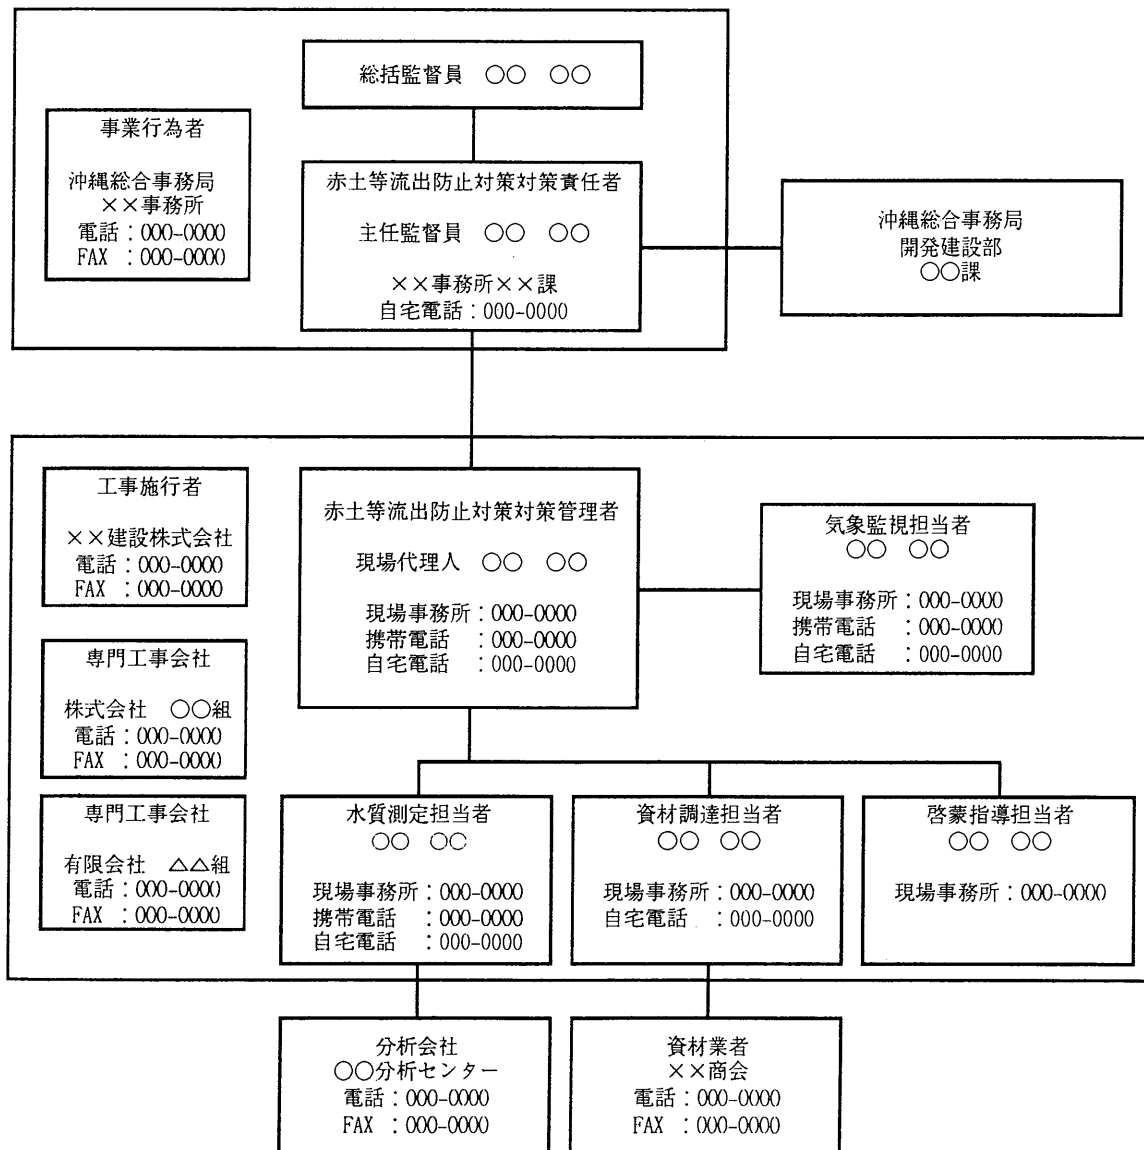 総括監督員 ○○ ○○
事業行為者
沖縄総合事務局
××事務所
電話：000-0000
FAX ：000-0000
赤土等流出防止対策対策責任者
主任監督員 ○○ ○○
××事務所××課
自宅電話：000-0000
沖縄総合事務局
開発建設部
○○課
工事施行者
××建設株式会社
電話：000-0000
FAX ：000-0000
専門工事会社
株式会社 ○○組
電話：000-0000
FAX ：000-0000
専門工事会社
有限会社 △△組
電話：000-0000
FAX ：000-0000
赤土等流出防止対策対策管理者
現場代理人 ○○ ○○
現場事務所：000-0000
携帯電話 ：000-0000
自宅電話 ：000-0000
気象監視担当者
○○ ○○
現場事務所：000-0000
携帯電話 ：000-0000
自宅電話 ：000-0000
水質測定担当者
○○ ○○
現場事務所：000-0000
携帯電話 ：000-0000
自宅電話 ：000-0000
資材調達担当者
○○ ○○
現場事務所：000-0000
自宅電話 ：000-0000
啓蒙指導担当者
○○ ○○
現場事務所：000-0000
分析会社
○○分析センター
電話：000-0000
FAX ：000-0000
資材業者
××商会
電話：000-0000
FAX ：000-0000